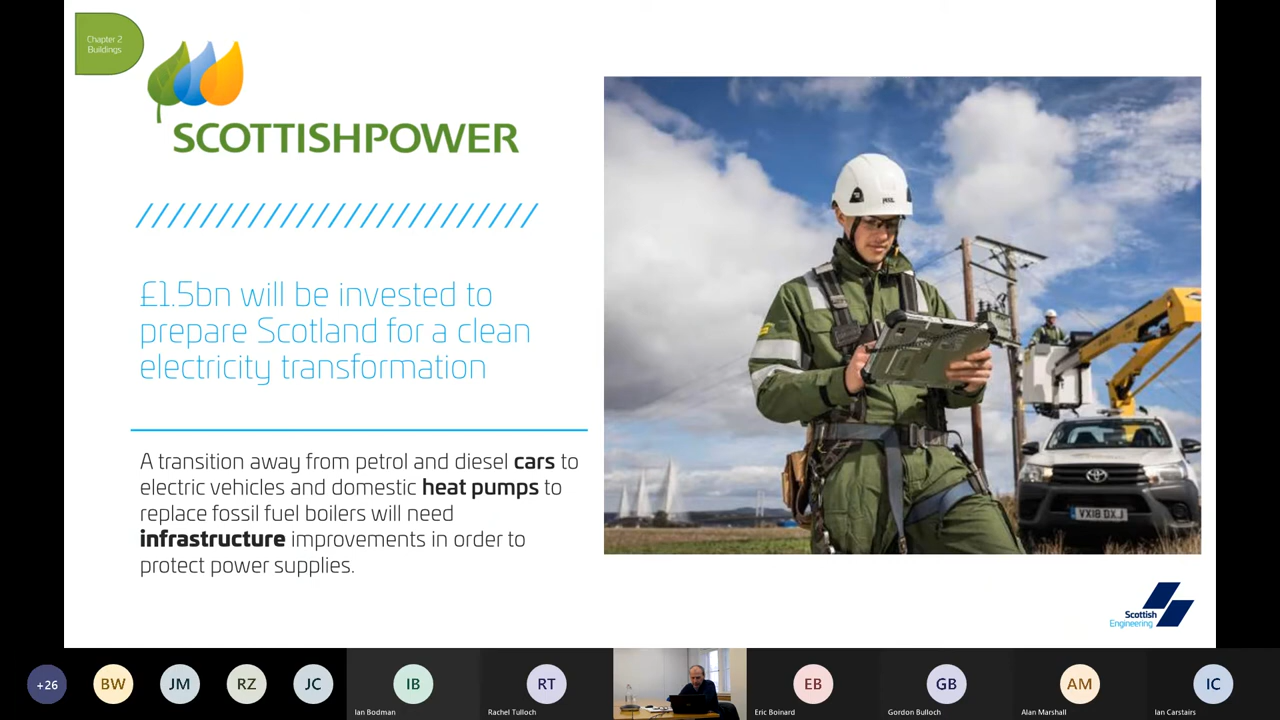 Chapter 2
Buildings
SCOTTISHPOWER
£1.5bn will be invested to
prepare Scotland for a clean
electricity transformation
A transition away from petrol and diesel cars to
electric vehicles and domestic heat pumps to
replace fossil fuel boilers will need
infrastructure improvements in order to
protect power supplies.
PETZL
VX18 DXJ
Scottish
Engineering
+26
BW
JM
RZ
JC
IB
Ian Bodman
RT
Rachel Tulloch
EB
Eric Boinard
GB
Gordon Bulloch
AM
Alan Marshall
IC
Ian Carstairs